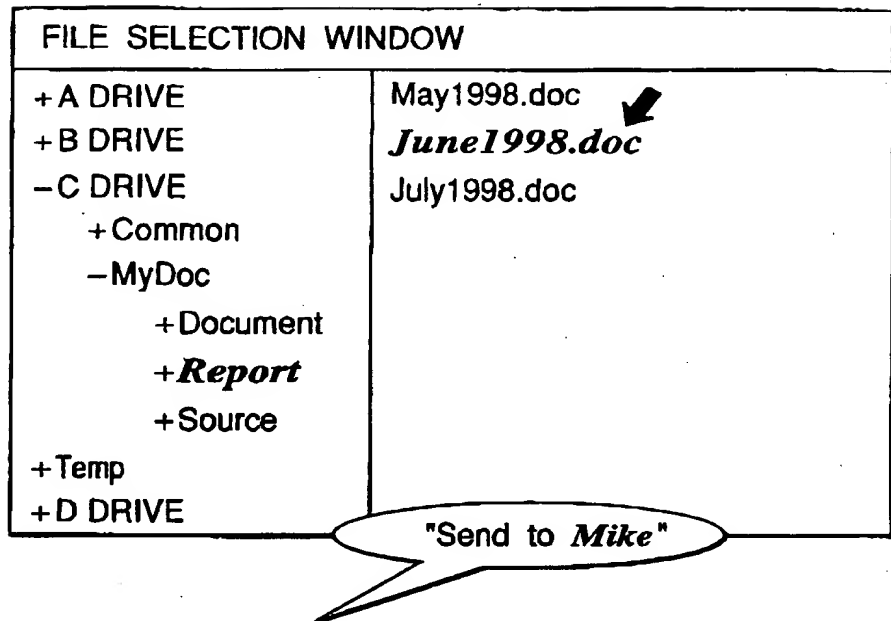 FILE SELECTION WINDOW
+A DRIVE
+B DRIVE
−C DRIVE
+Common
−MyDoc
+Document
+Report
+Source
+Temp
+D DRIVE
May1998.doc
June1998.doc
July1998.doc
"Send to Mike"